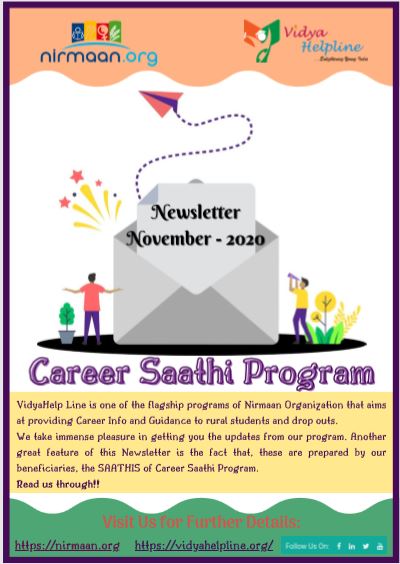 nirmaan.org
Vidya
Helpline
...Enlightening Young India
Newsletter
November - 2020
Career Saathi Program
VidyaHelp Line is one of the flagship programs of Nirmaan Organization that aims
at providing Career Info and Guidance to rural students and drop outs.
We take immense pleasure in getting you the updates from our program. Another
great feature of this Newsletter is the fact that, these are prepared by our
beneficiaries, the SAATHIS of Career Saathi Program.
Read us through!!
Visit Us for Further Details:
https://nirmaan.org https://vidyahelpline.org/ Follow Us On: